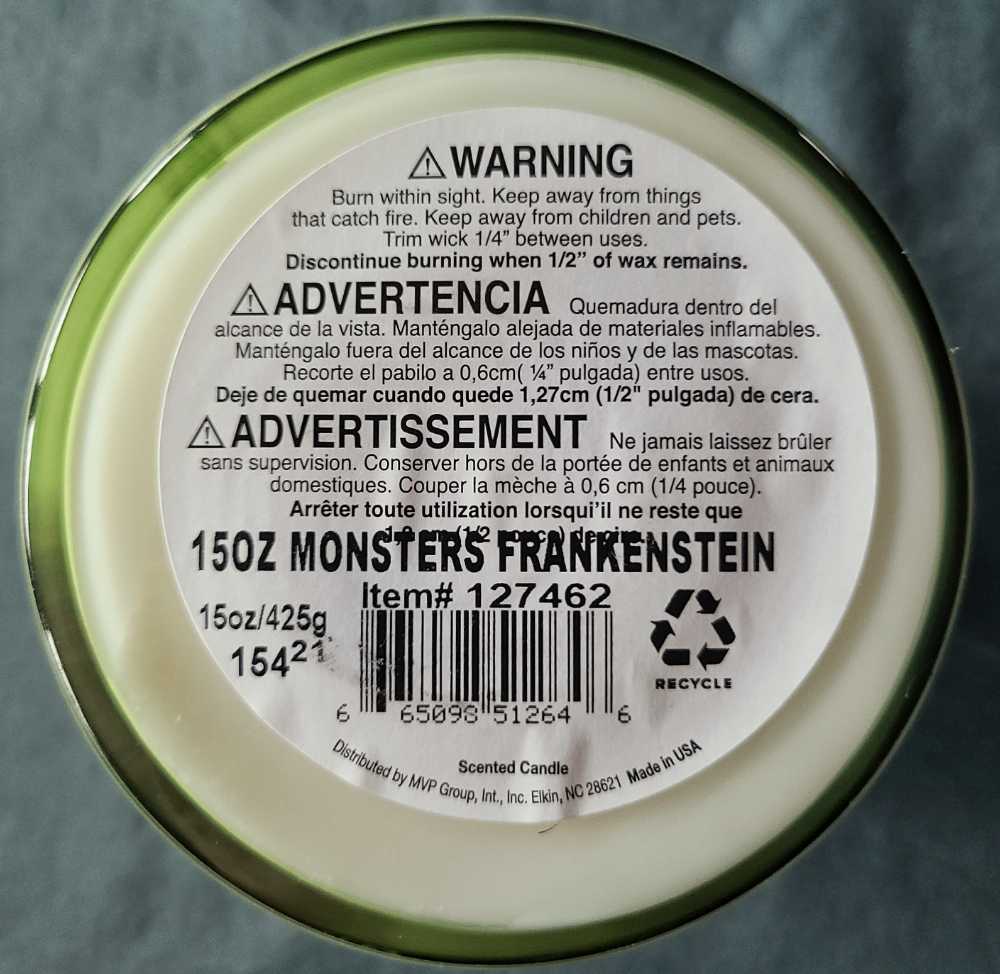 ⚠ WARNING
Burn within sight. Keep away from things
that catch fire. Keep away from children and pets.
Trim wick 1/4” between uses.
Discontinue burning when 1/2” of wax remains.
⚠ ADVERTENCIA Quemadura dentro del
alcance de la vista. Manténgalo alejada de materiales inflamables.
Manténgalo fuera del alcance de los niños y de las mascotas.
Recorte el pabilo a 0,6cm( ¼” pulgada) entre usos.
Deje de quemar cuando quede 1,27cm (1/2" pulgada) de cera.
⚠ ADVERTISSEMENT Ne jamais laissez brûler
sans supervision. Conserver hors de la portée de enfants et animaux
domestiques. Couper la mèche à 0,6 cm (1/4 pouce).
Arrêter toute utilization lorsqu’il ne reste que
cm (1/2 pouce) de
15OZ MONSTERS FRANKENSTEIN
Item# 127462
15oz/425g
154²¹
RECYCLE
6 65098 51264 6
Scented Candle
Distributed by MVP Group, Int., Inc. Elkin, NC 28621 Made in USA